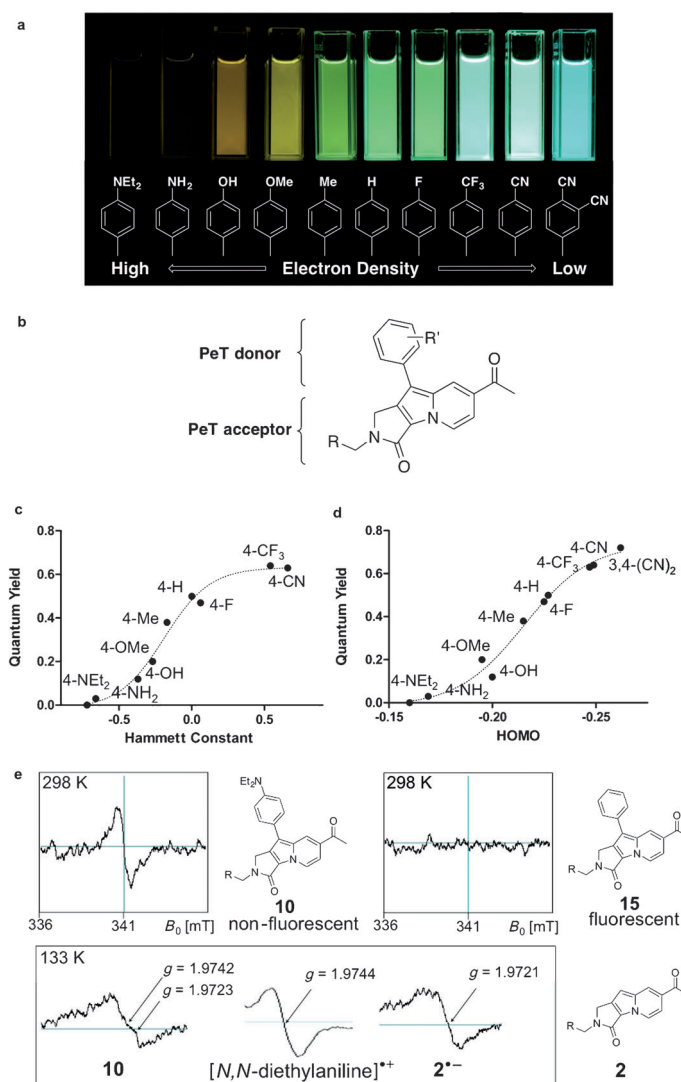 a
NEt₂ NH₂ OH OMe Me H F CF₃ CN CN
CN
High Electron Density Low
b
PeT donor
R'
PeT acceptor
O
N
R N
O
c
Quantum Yield
0.8
0.6
0.4
0.2
0.0
4-CF₃
4-CN
4-H
4-F
4-Me
4-OMe
4-OH
4-NEt₂
4-NH₂
-0.5 0.0 0.5
Hammett Constant
d
Quantum Yield
0.8
0.6
0.4
0.2
0.0
4-CN
4-CF₃
3,4-(CN)₂
4-H
4-F
4-Me
4-OMe
4-OH
4-NEt₂
4-NH₂
-0.15 -0.20 -0.25
HOMO
e
298 K
336 341 B₀ [mT]
Et₂N
O
N
R N
O
10
non-fluorescent
298 K
336 341 B₀ [mT]
N
R N
O
15
fluorescent
133 K
g = 1.9742
g = 1.9723
g = 1.9744
g = 1.9721
10 [N,N-diethylaniline]•+ 2•−
N
R N
O
2